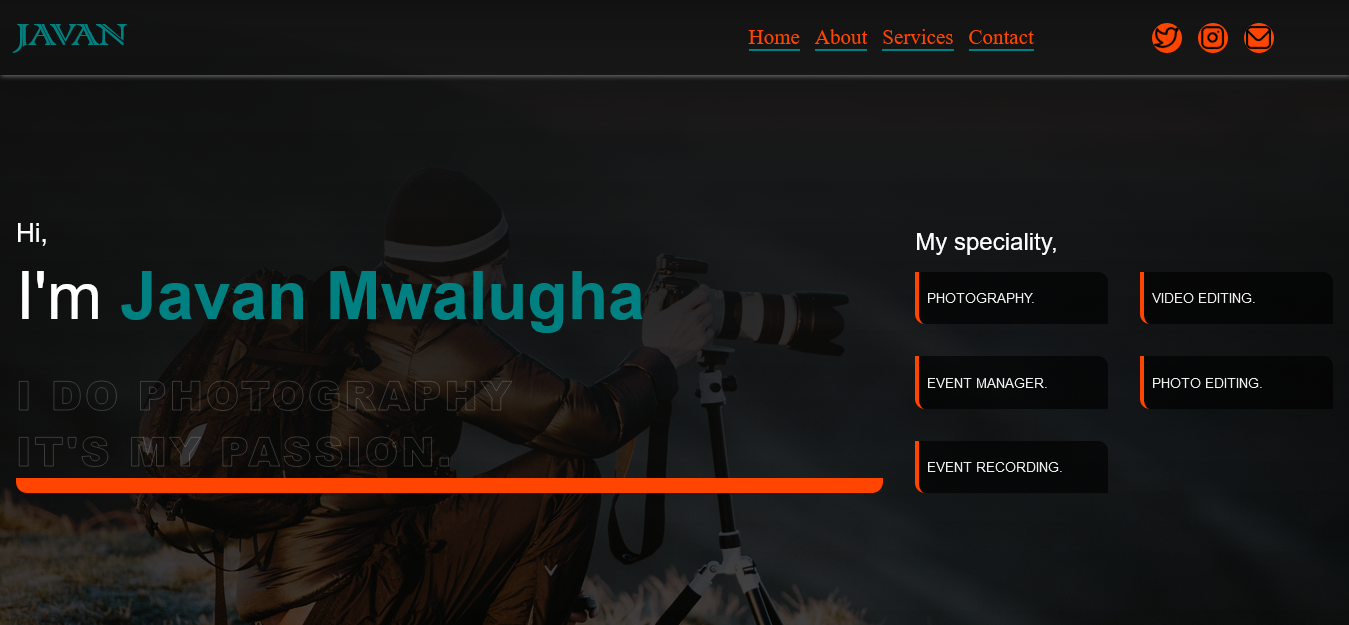 JAVAN
Home About Services Contact
Hi,
I'm Javan Mwalugha
I DO PHOTOGRAPHY
IT'S MY PASSION.
My speciality,
PHOTOGRAPHY.
VIDEO EDITING.
EVENT MANAGER.
PHOTO EDITING.
EVENT RECORDING.